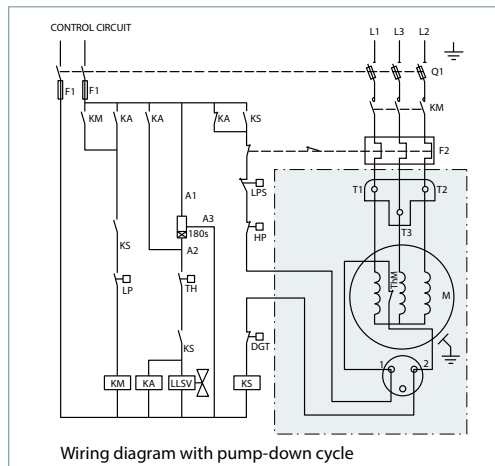 CONTROL CIRCUIT
L1 L3 L2
F1 F1
Q1
KM KA KA KA KS
KM
F2
LPS
T1 T2
A1
A3
180s
T3
A2
KS
HP
LP
TH
ThM
M
KS
DGT
1 2
KM KA LLSV KS
Wiring diagram with pump-down cycle